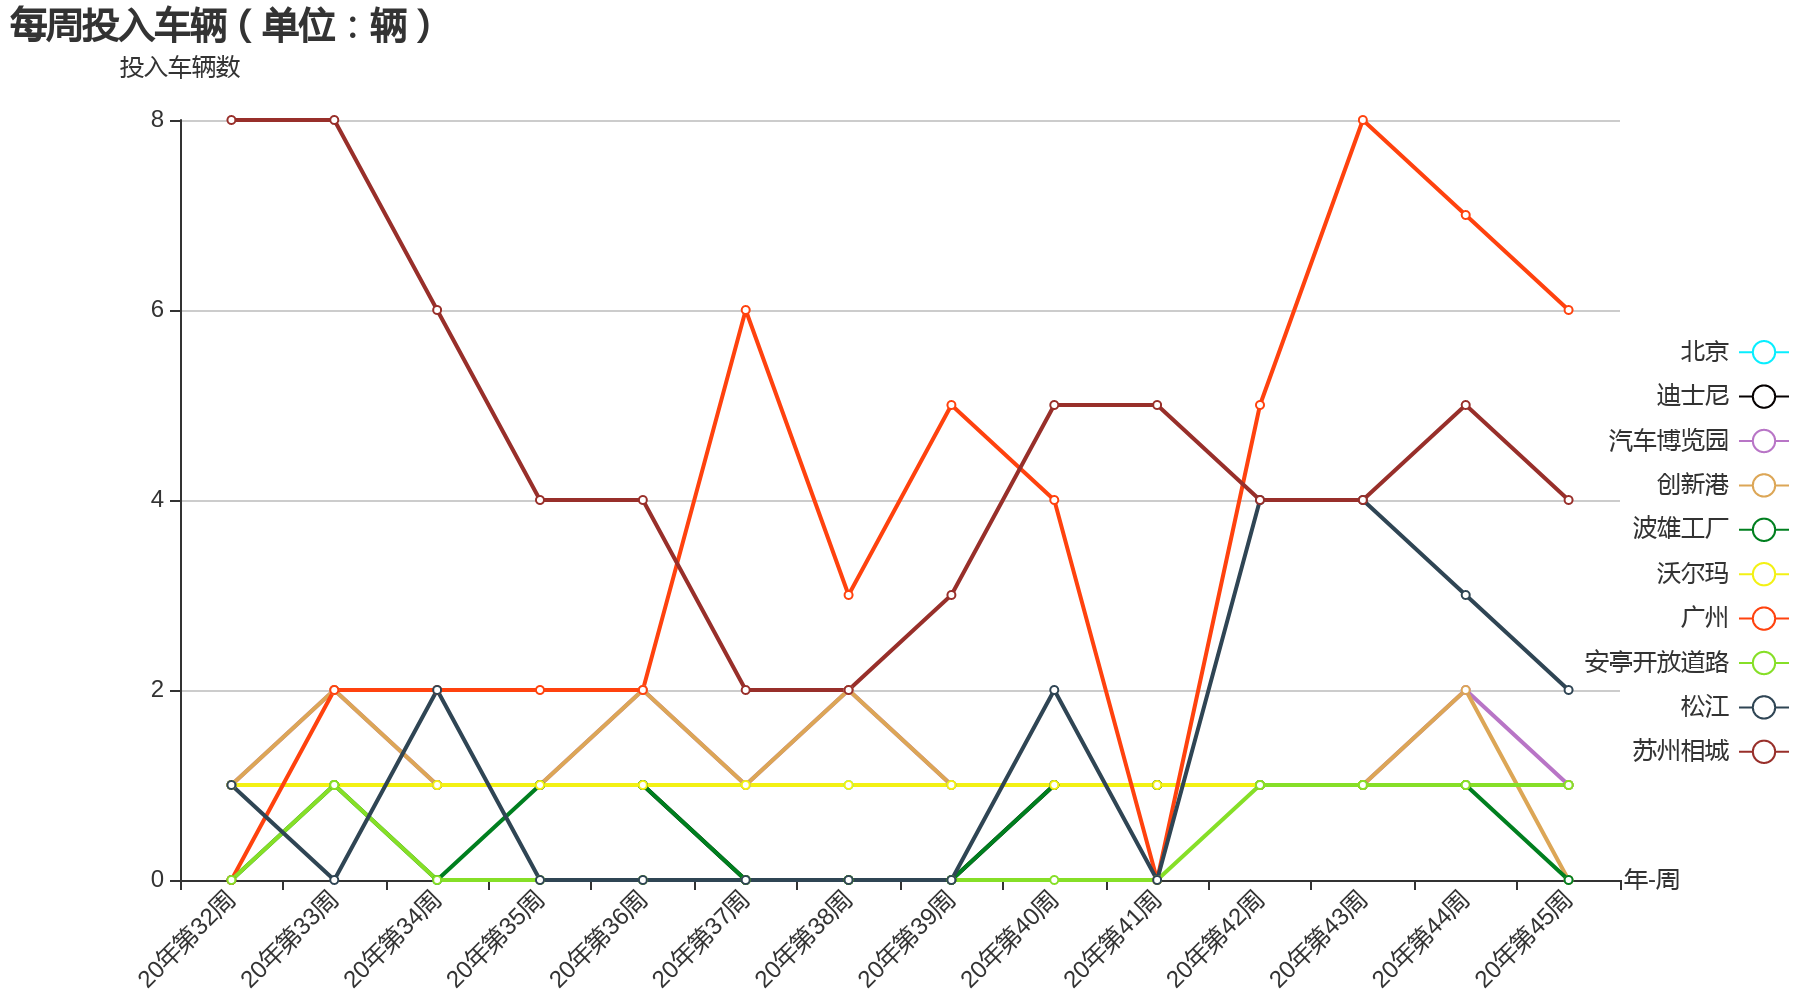 每周投入车辆（单位：辆）
投入车辆数
8
6
4
2
0
北京
迪士尼
汽车博览园
创新港
波雄工厂
沃尔玛
广州
安亭开放道路
松江
苏州相城
年-周
20年第32周
20年第33周
20年第34周
20年第35周
20年第36周
20年第37周
20年第38周
20年第39周
20年第40周
20年第41周
20年第42周
20年第43周
20年第44周
20年第45周